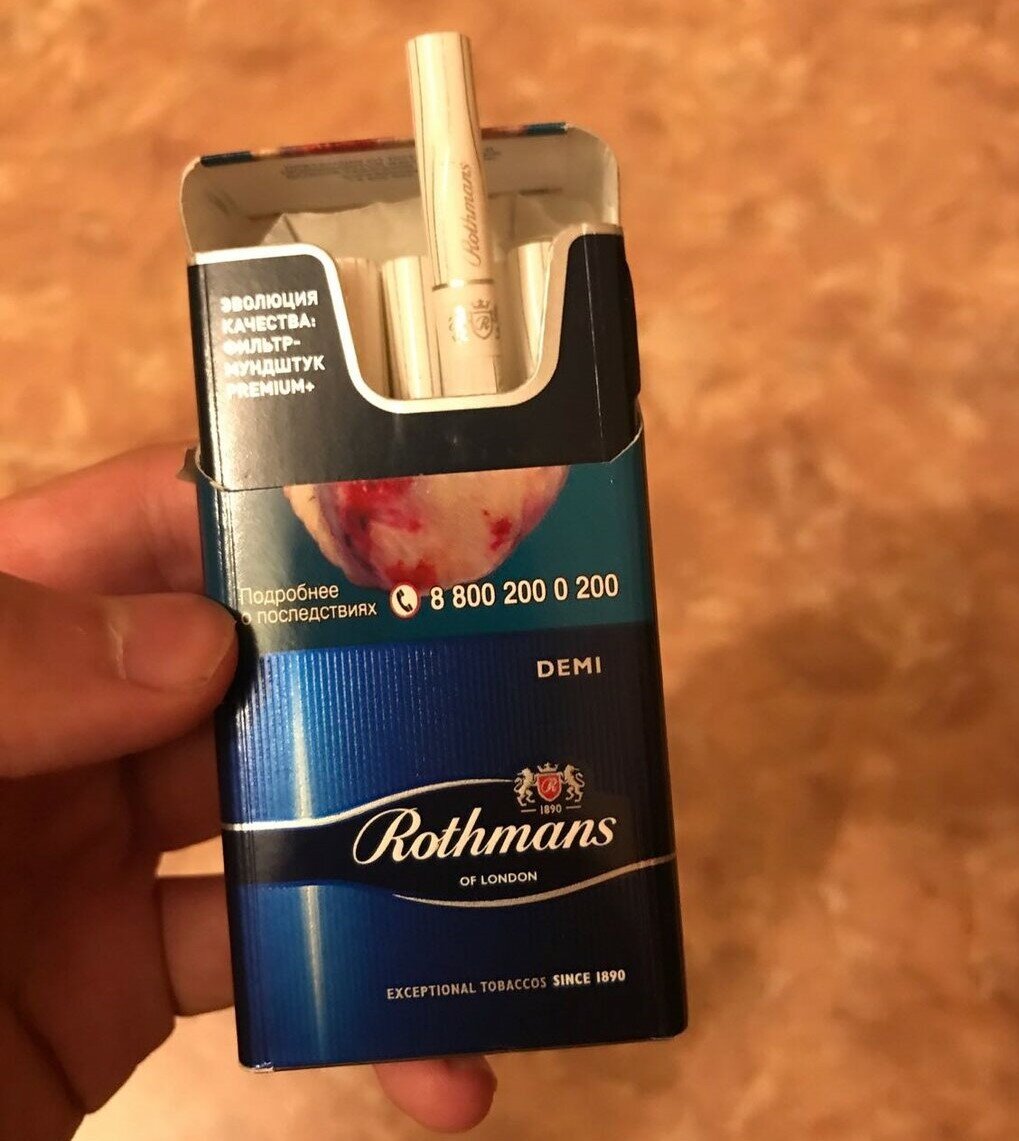 Rothmans
R
ЭВОЛЮЦИЯ
КАЧЕСТВА:
ФИЛЬТР-
МУНДШТУК
PREMIUM+
Подробнее
о последствиях
8 800 200 0 200
DEMI
R
1890
Rothmans
OF LONDON
EXCEPTIONAL TOBACCOS SINCE 1890